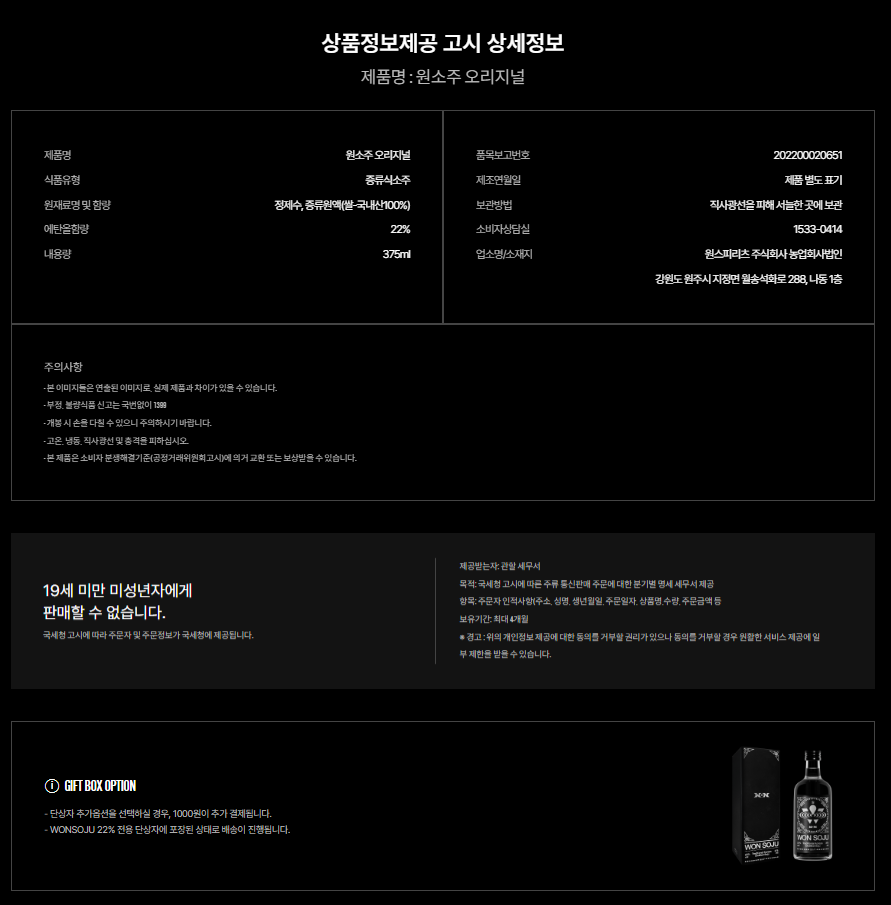 상품정보제공 고시 상세정보
제품명 : 원소주 오리지널
제품명 원소주 오리지널
식품유형 증류식소주
원재료명 및 함량 정제수, 증류원액(쌀-국내산100%)
에탄올함량 22%
내용량 375ml
품목보고번호 202200020651
제조연월일 제품 별도 표기
보관방법 직사광선을 피해 서늘한 곳에 보관
소비자상담실 1533-0414
업소명/소재지 원스피리츠 주식회사 농업회사법인
강원도 원주시 지정면 월송석화로 288, 나동 1층
주의사항
- 본 이미지들은 연출된 이미지로, 실제 제품과 차이가 있을 수 있습니다.
- 부정, 불량식품 신고는 국번없이 1399
- 개봉 시 손을 다칠 수 있으니 주의하시기 바랍니다.
- 고온, 냉동, 직사광선 및 충격을 피하십시오.
- 본 제품은 소비자 분쟁해결기준(공정거래위원회고시)에 의거 교환 또는 보상받을 수 있습니다.
19세 미만 미성년자에게
판매할 수 없습니다.
국세청 고시에 따라 주문자 및 주문정보가 국세청에 제공됩니다.
제공받는자: 관할 세무서
목적: 국세청 고시에 따른 주류 통신판매 주문에 대한 분기별 명세 세무서 제공
항목: 주문자 인적사항(주소, 성명, 생년월일, 주문일자, 상품명,수량, 주문금액 등
보유기간: 최대 4개월
※ 경고 : 위의 개인정보 제공에 대한 동의를 거부할 권리가 있으나 동의를 거부할 경우 원활한 서비스 제공에 일
부 제한을 받을 수 있습니다.
GIFT BOX OPTION
- 단상자 추가옵션을 선택하실 경우, 1000원이 추가 결제됩니다.
- WONSOJU 22% 전용 단상자에 포장된 상태로 배송이 진행됩니다.
WON SOJU
WON SOJU